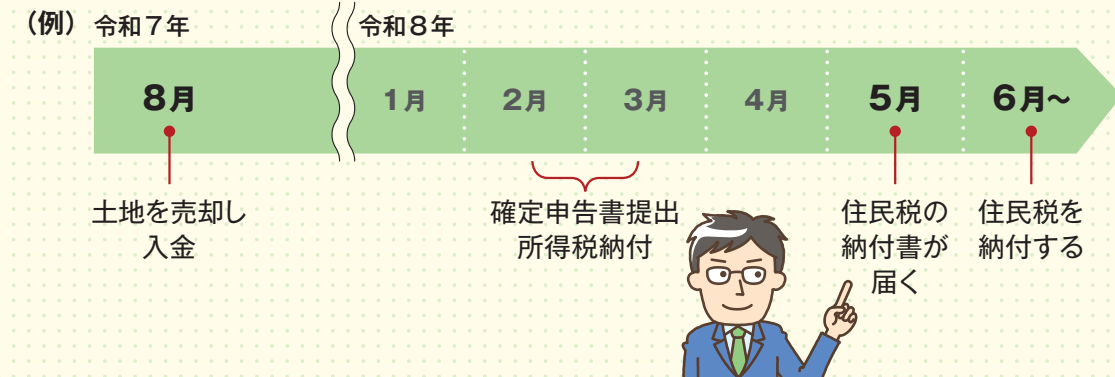 （例）令和７年 令和８年
８月 １月 ２月 ３月 ４月 ５月 ６月～
土地を売却し
入金
確定申告書提出
所得税納付
住民税の
納付書が
届く
住民税を
納付する